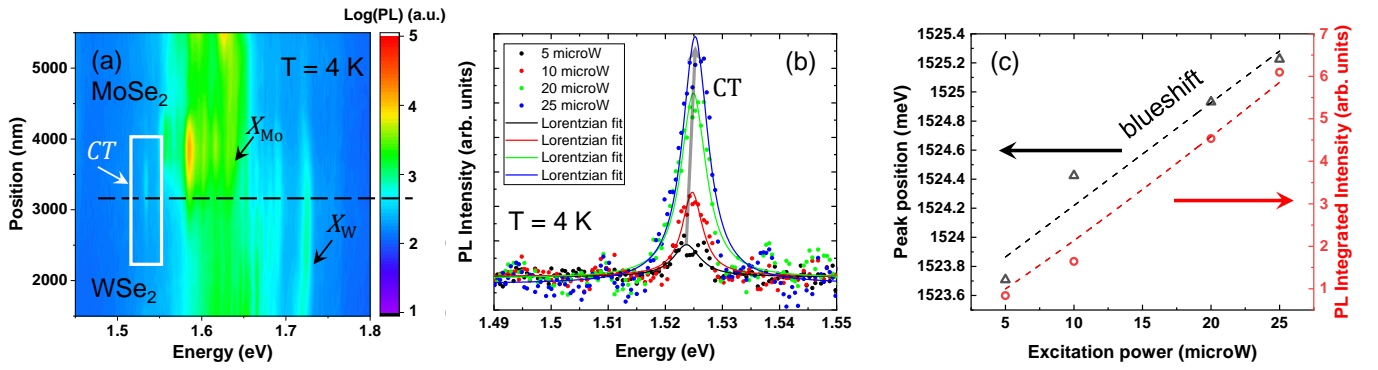 Log(PL) (a.u.)
(a)
MoSe2
T = 4 K
XMo
CT
XW
WSe2
5000
4000
3000
2000
Position (nm)
1.5
1.6
1.7
1.8
Energy (eV)
5
4
3
2
1
(b)
5 microW
10 microW
20 microW
25 microW
Lorentzian fit
Lorentzian fit
Lorentzian fit
Lorentzian fit
CT
T = 4 K
PL Intensity (arb. units)
1.49
1.50
1.51
1.52
1.53
1.54
1.55
Energy (eV)
(c)
blueshift
1525.4
1525.2
1525
1524.8
1524.6
1524.4
1524.2
1524
1523.8
1523.6
Peak position (meV)
5
10
15
20
25
Excitation power (microW)
7
6
5
4
3
2
1
PL Integrated Intensity (arb. units)